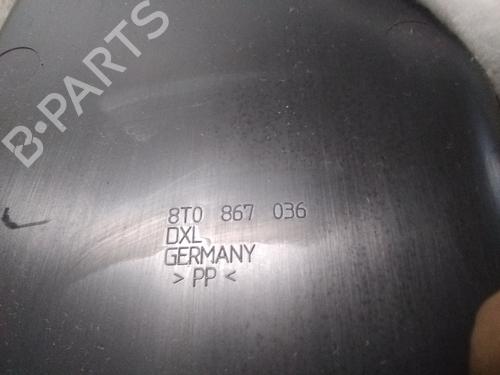 B-PARTS
8T0 867 036
DXL
GERMANY
> PP <